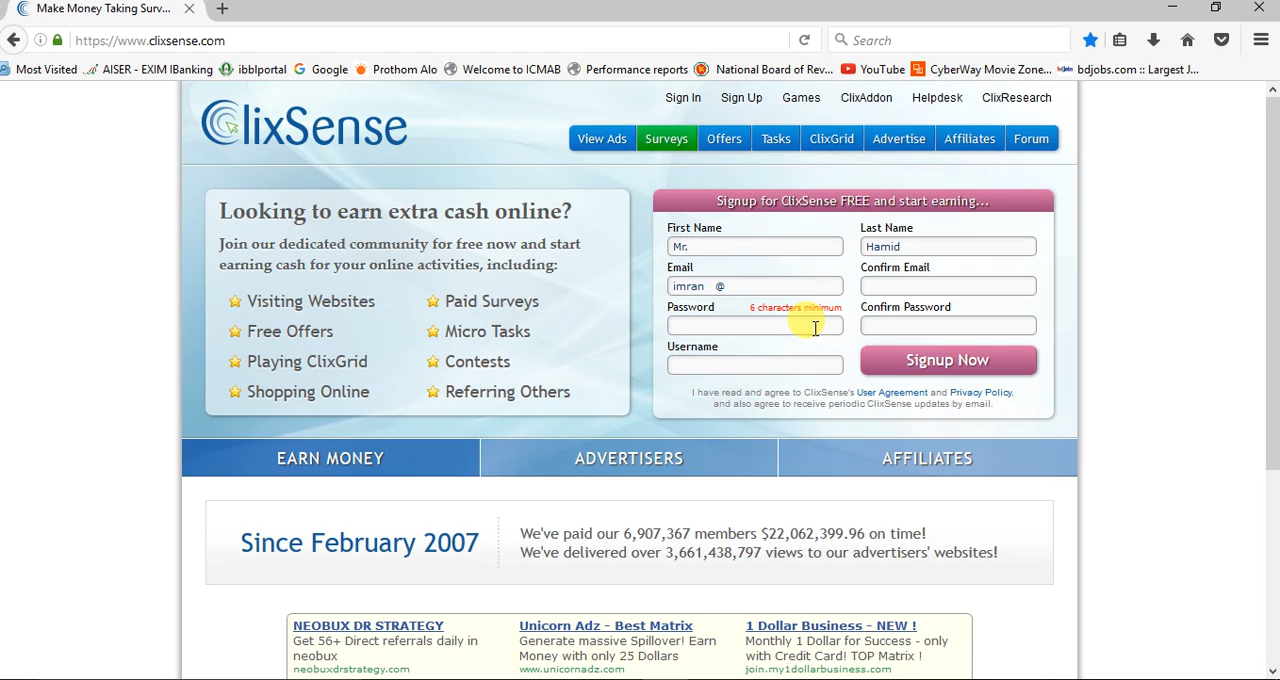 Make Money Taking Surv...
https://www.clixsense.com
Search
Most Visited AISER - EXIM IBanking ibblportal Google Prothom Alo Welcome to ICMAB Performance reports National Board of Rev... YouTube CyberWay Movie Zone... bdjobs.com :: Largest J...
Sign In Sign Up Games ClixAddon Helpdesk ClixResearch
ClixSense
View Ads Surveys Offers Tasks ClixGrid Advertise Affiliates Forum
Looking to earn extra cash online?
Join our dedicated community for free now and start
earning cash for your online activities, including:
Visiting Websites Paid Surveys
Free Offers Micro Tasks
Playing ClixGrid Contests
Shopping Online Referring Others
Signup for ClixSense FREE and start earning...
First Name Last Name
Mr. Hamid
Email Confirm Email
imran @
Password 6 characters minimum Confirm Password
Username
Signup Now
I have read and agree to ClixSense's User Agreement and Privacy Policy,
and also agree to receive periodic ClixSense updates by email.
EARN MONEY ADVERTISERS AFFILIATES
Since February 2007
We've paid our 6,907,367 members $22,062,399.96 on time!
We've delivered over 3,661,438,797 views to our advertisers' websites!
NEOBUX DR STRATEGY
Get 56+ Direct referrals daily in
neobux
neobuxdrstrategy.com
Unicorn Adz - Best Matrix
Generate massive Spillover! Earn
Money with only 25 Dollars
www.unicornadz.com
1 Dollar Business - NEW !
Monthly 1 Dollar for Success - only
with Credit Card! TOP Matrix !
join.my1dollarbusiness.com